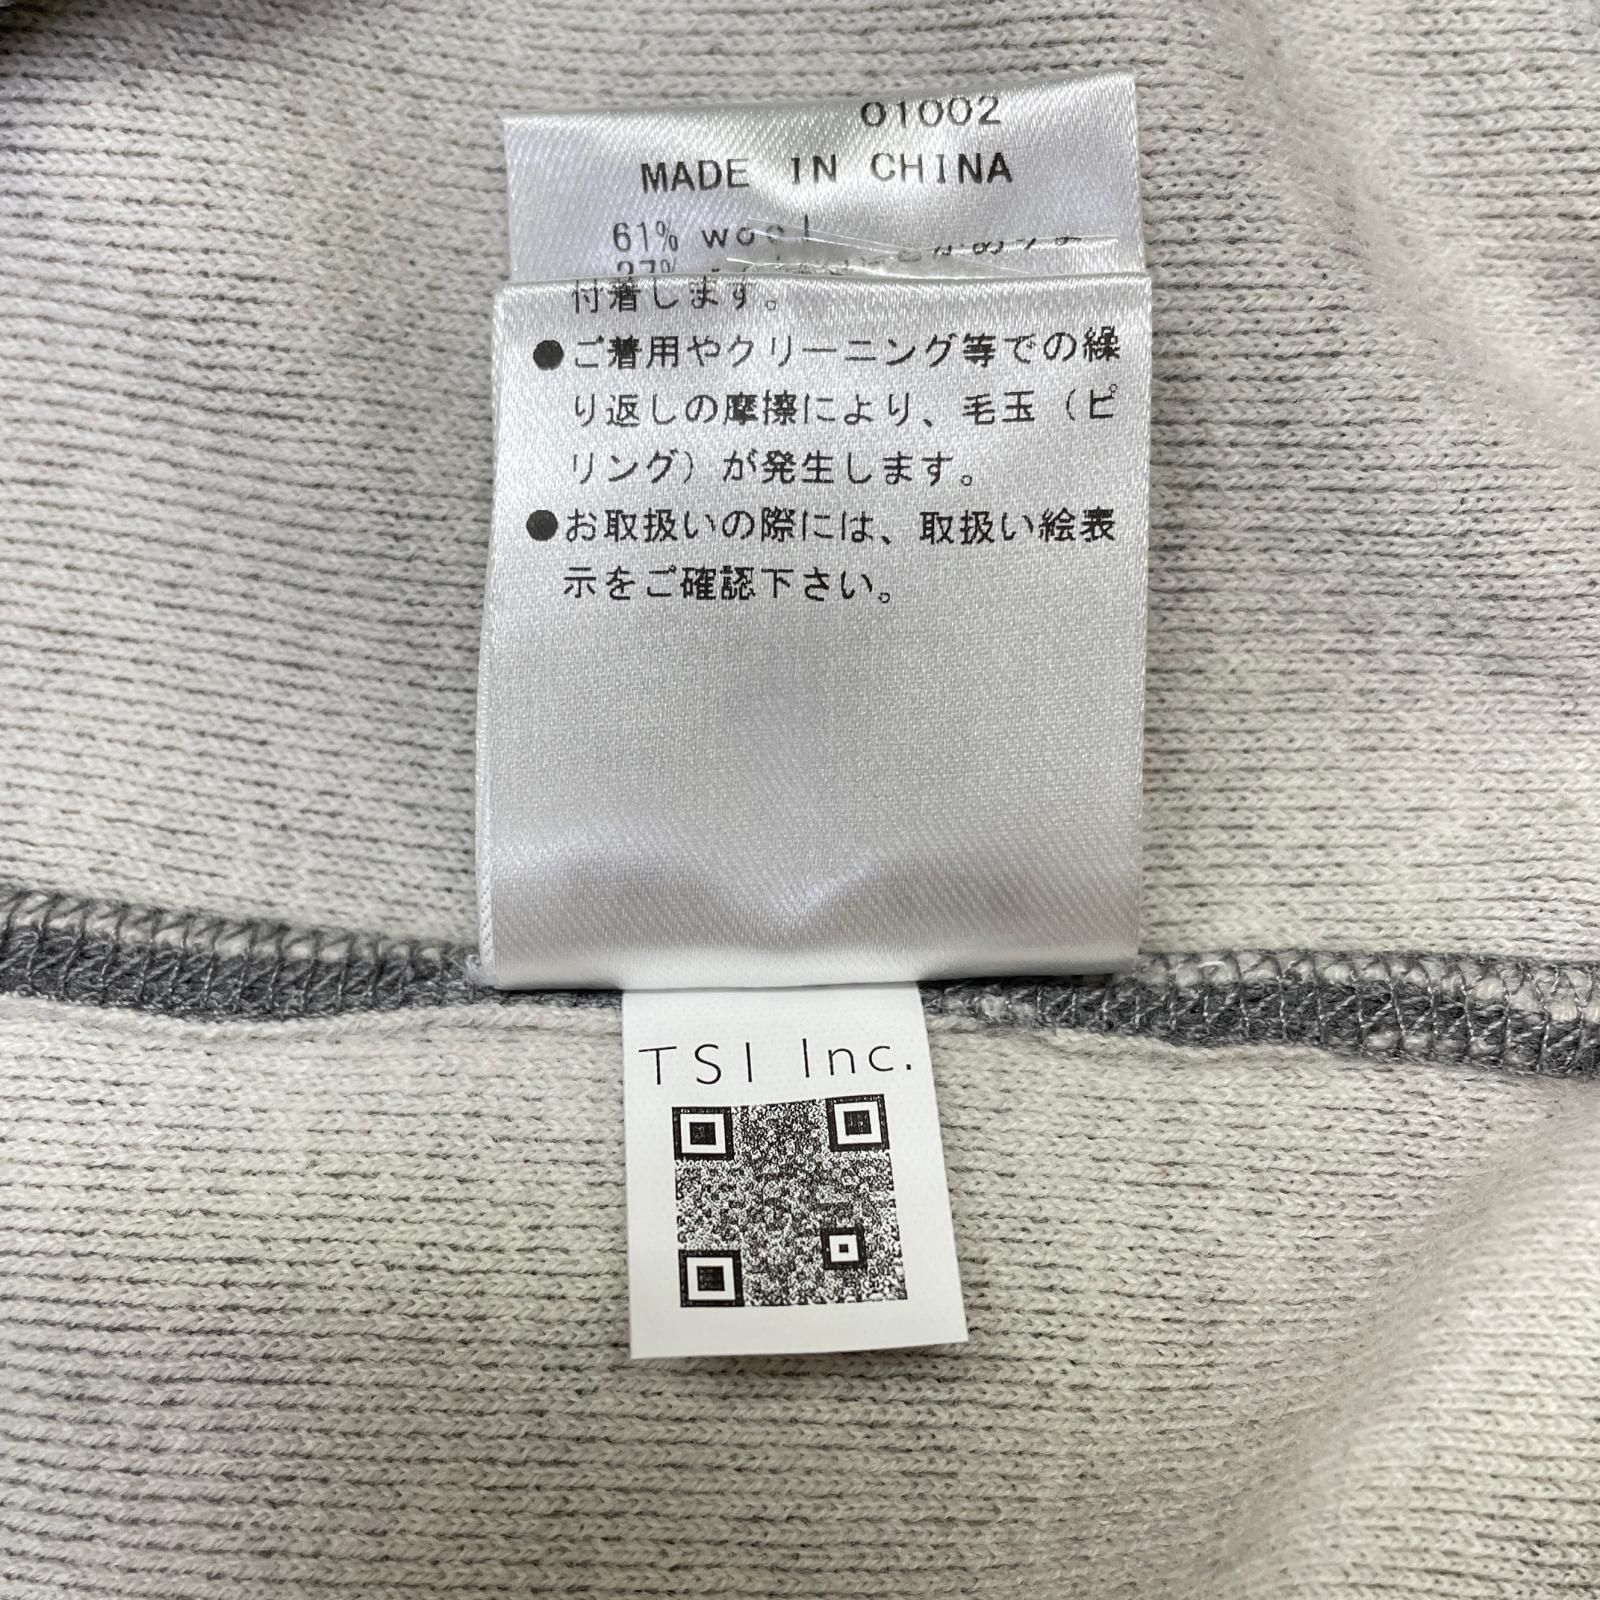 01002
MADE IN CHINA
61% wool
27%
付着します。
●ご着用やクリーニング等での繰
り返しの摩擦により、毛玉（ピ
リング）が発生します。
●お取扱いの際には、取扱い絵表
示をご確認下さい。
TSI Inc.